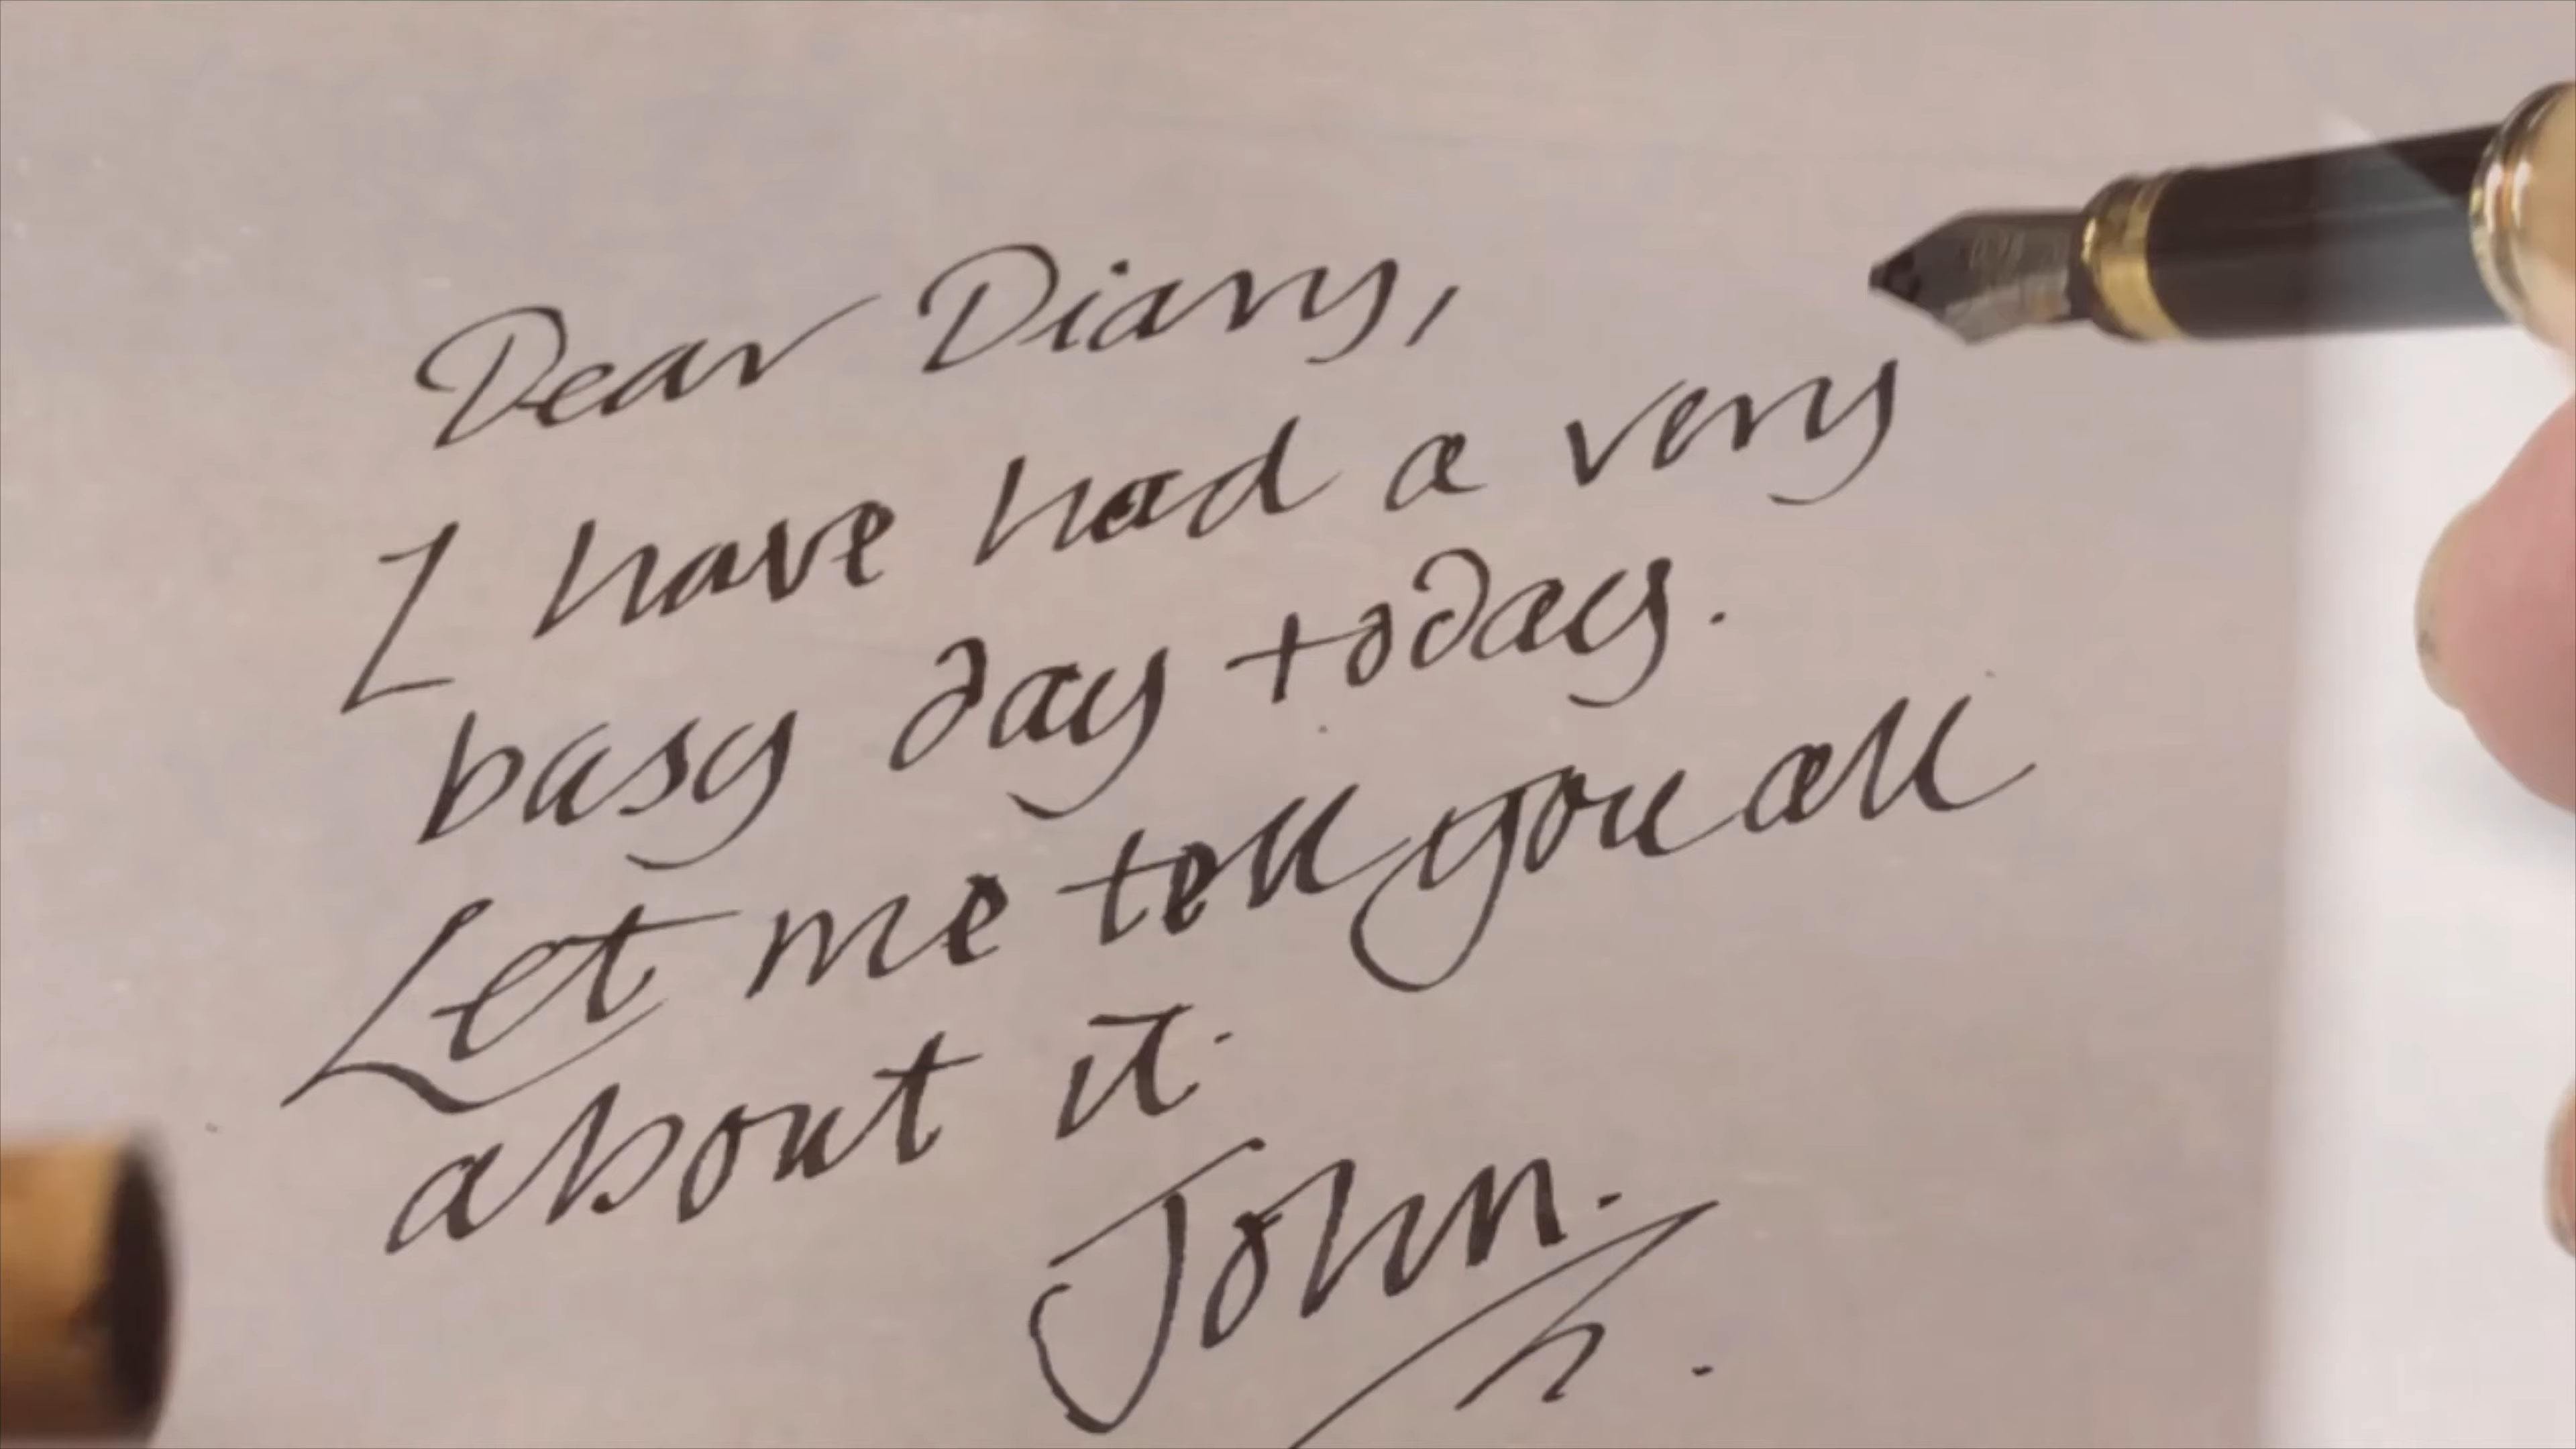 Dear Diary,
I have had a very
busy day today.
Let me tell you all
about it.
John.